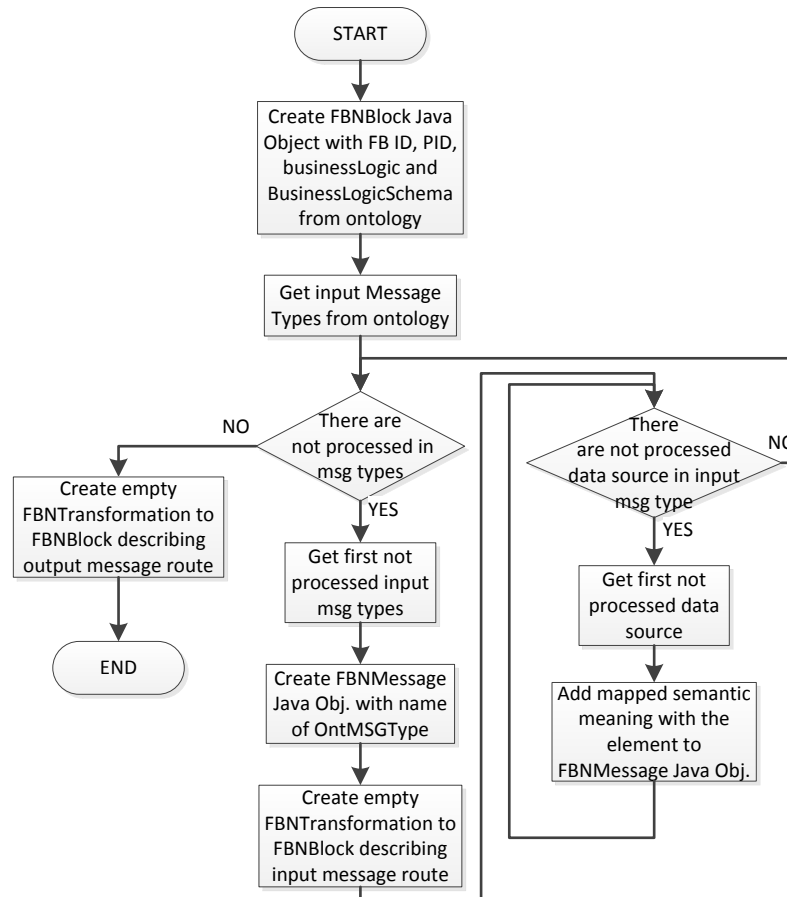 START
Create FBNBlock Java
Object with FB ID, PID,
businessLogic and
BusinessLogicSchema
from ontology
Get input Message
Types from ontology
There are
not processed in
msg types
NO
YES
Create empty
FBNTransformation to
FBNBlock describing
output message route
END
Get first not
processed input
msg types
Create FBNMessage
Java Obj. with name
of OntMSGType
Create empty
FBNTransformation to
FBNBlock describing
input message route
There
are not processed
data source in input
msg type
NO
YES
Get first not
processed data
source
Add mapped semantic
meaning with the
element to
FBNMessage Java Obj.